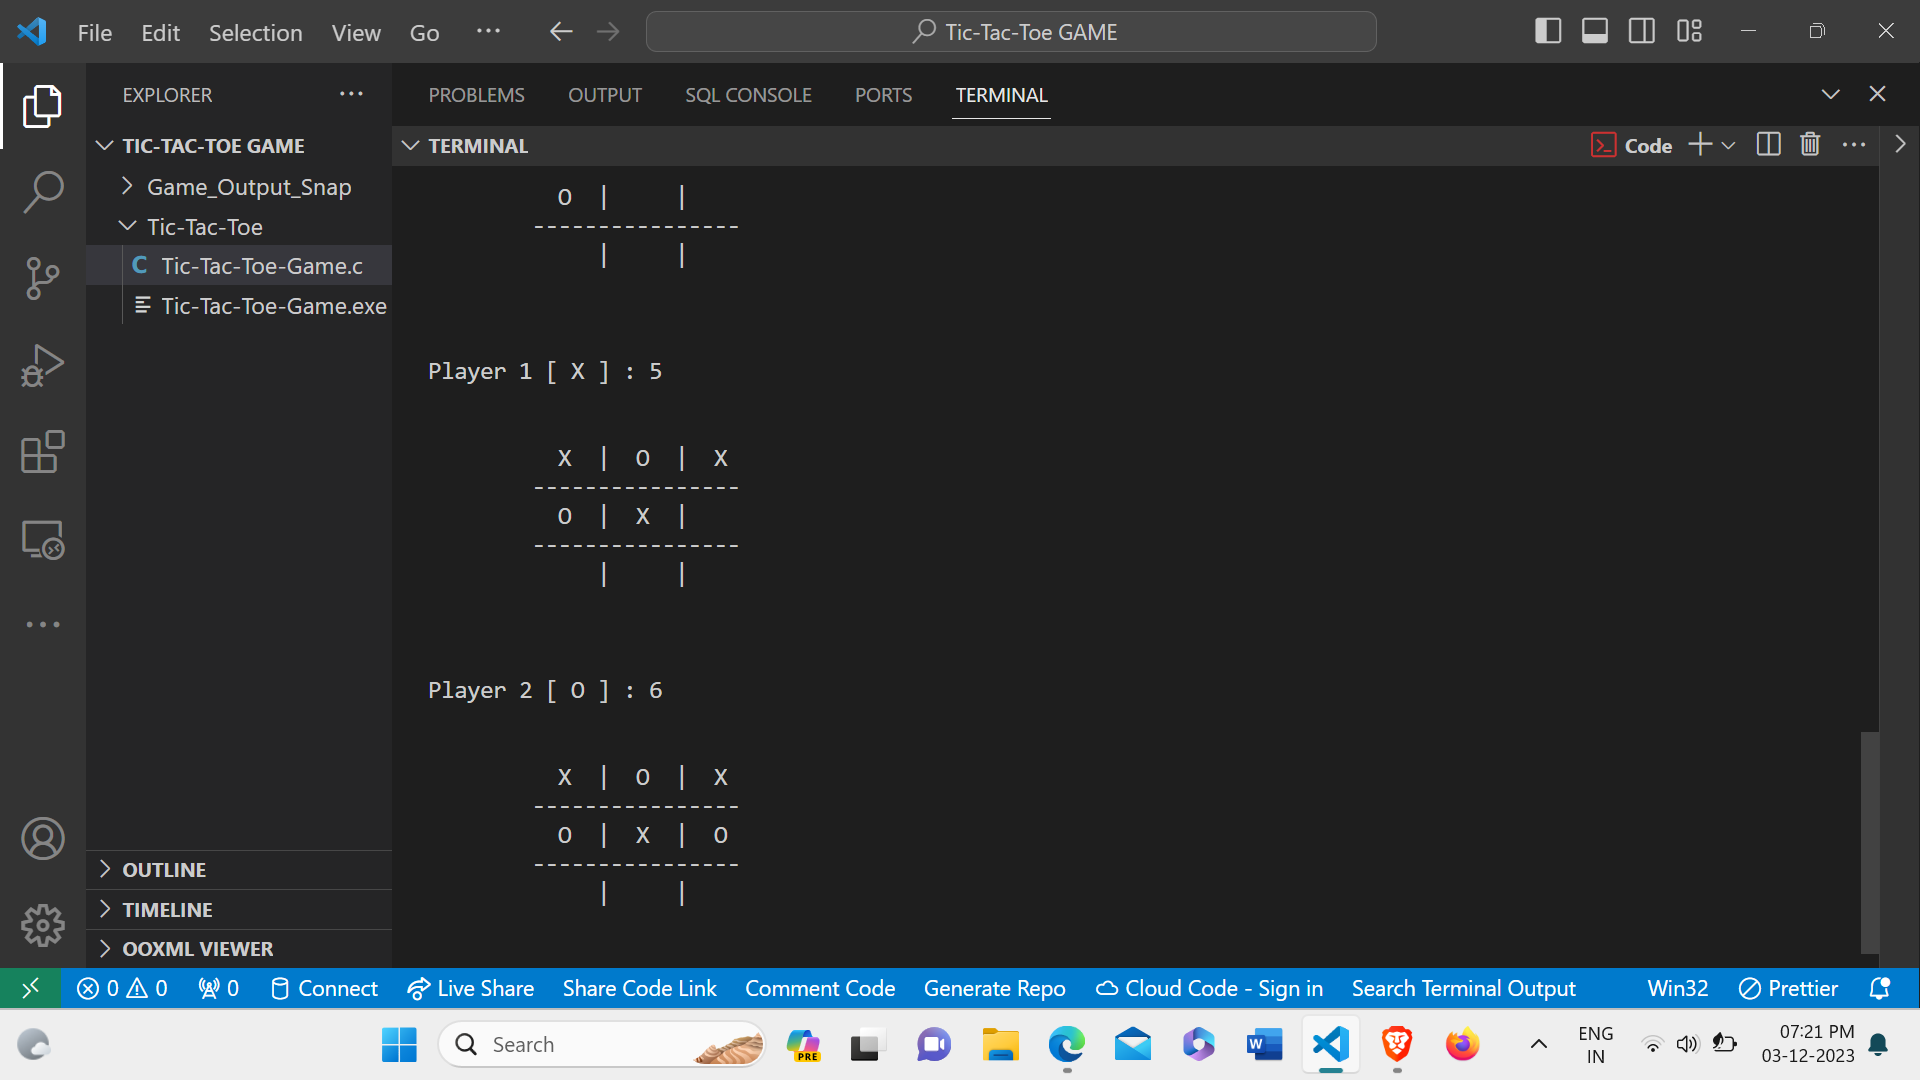 File Edit Selection View Go ··· Tic-Tac-Toe GAME
EXPLORER ···
PROBLEMS OUTPUT SQL CONSOLE PORTS TERMINAL
TIC-TAC-TOE GAME
Game_Output_Snap
Tic-Tac-Toe
C Tic-Tac-Toe-Game.c
Tic-Tac-Toe-Game.exe
OUTLINE
TIMELINE
OOXML VIEWER
TERMINAL
Code
O | |
----------------
| |
Player 1 [ X ] : 5
X | O | X
----------------
O | X |
----------------
| |
Player 2 [ O ] : 6
X | O | X
----------------
O | X | O
----------------
| |
0 0 0 Connect Live Share Share Code Link Comment Code Generate Repo Cloud Code - Sign in Search Terminal Output Win32 Prettier
Search
PRE
W
ENG
IN
07:21 PM
03-12-2023